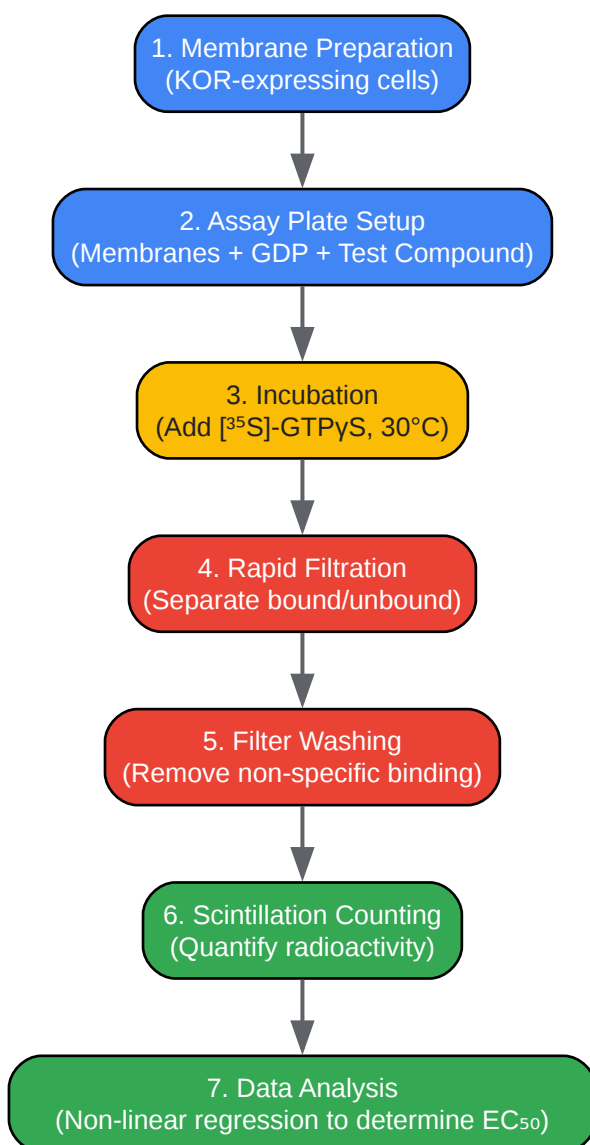 1. Membrane Preparation
(KOR-expressing cells)
2. Assay Plate Setup
(Membranes + GDP + Test Compound)
3. Incubation
(Add [³⁵S]-GTPγS, 30°C)
4. Rapid Filtration
(Separate bound/unbound)
5. Filter Washing
(Remove non-specific binding)
6. Scintillation Counting
(Quantify radioactivity)
7. Data Analysis
(Non-linear regression to determine EC₅₀)